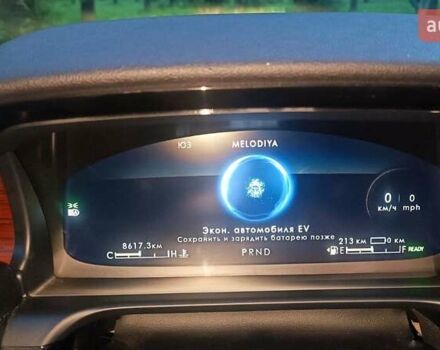 au
ЮЗ MELODIYA
0 0
км/ч mph
Экон. автомобиля EV
Сохранить и зарядить батарею позже
8617.3км 213 км 0 км
C H PRND E F READY